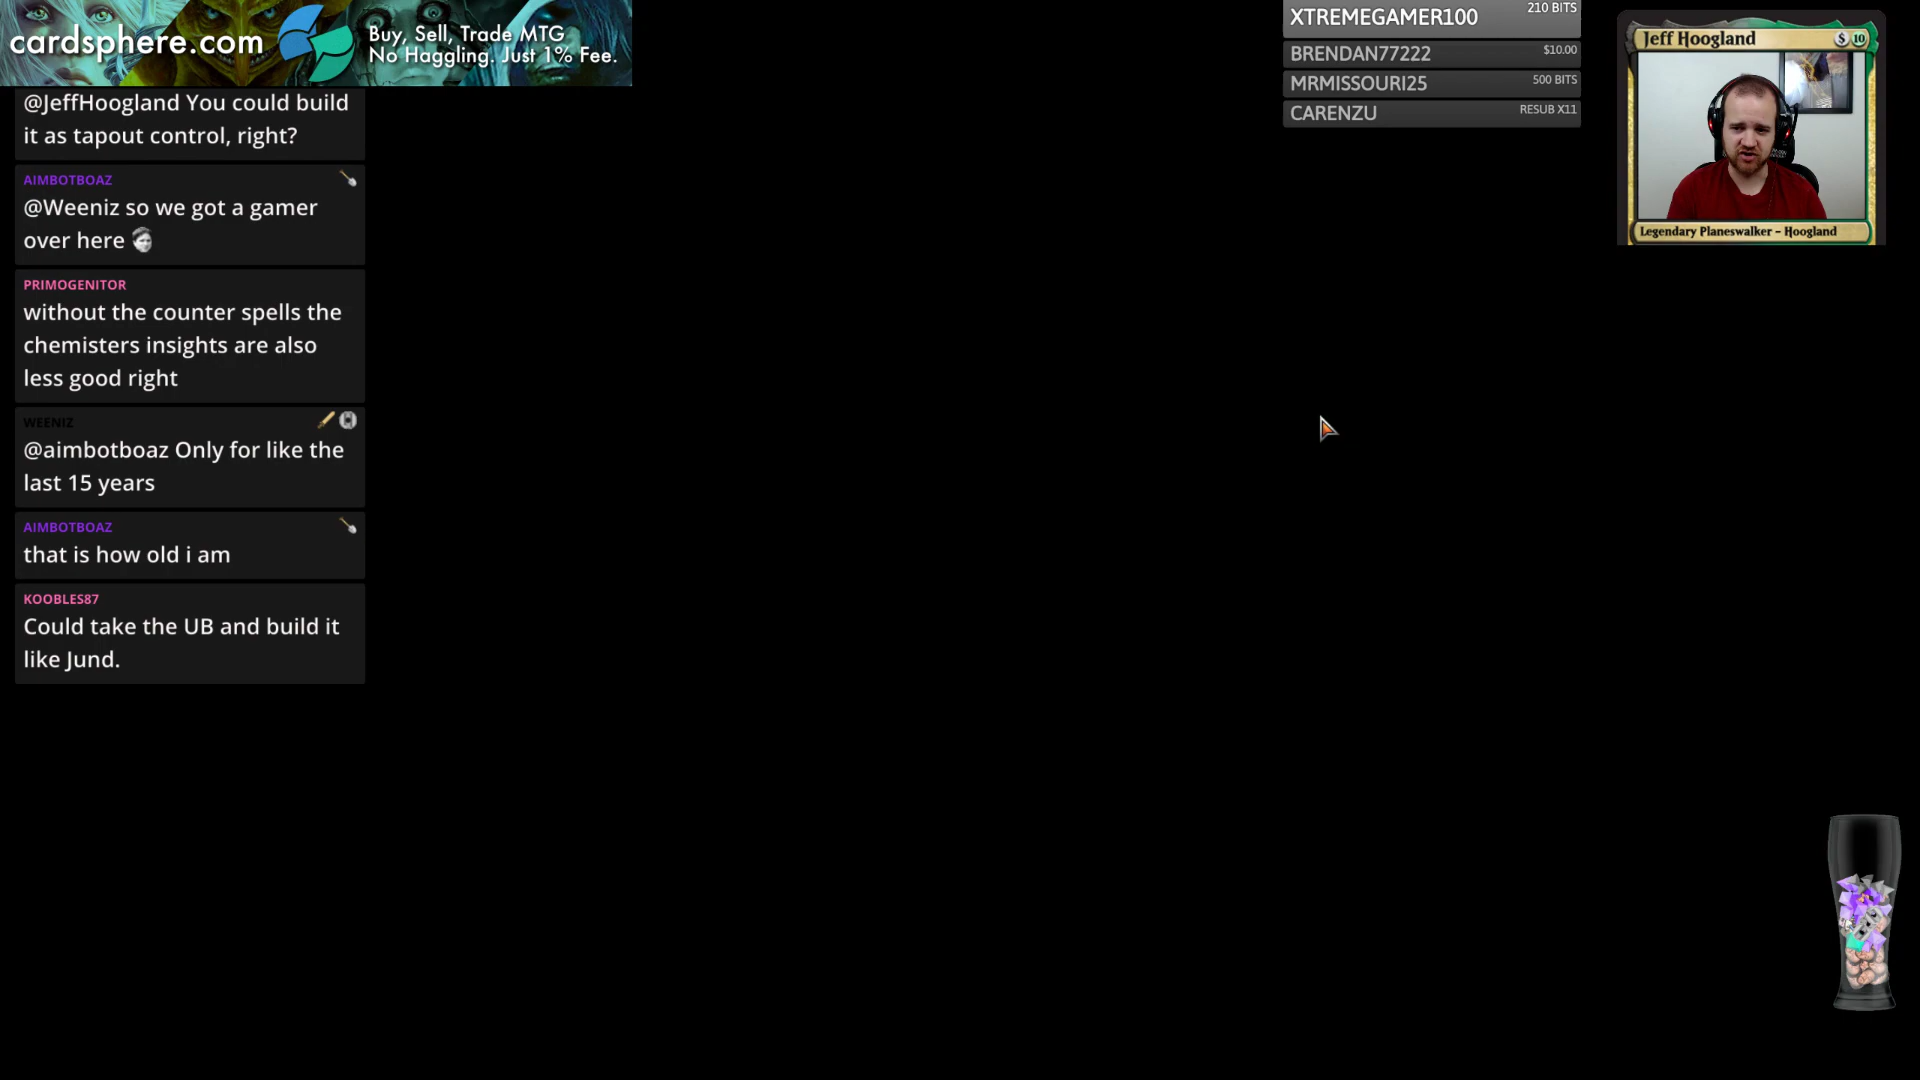 cardsphere.com
Buy, Sell, Trade MTG
No Haggling. Just 1% Fee.
@JeffHoogland You could build
it as tapout control, right?
AIMBOTBOAZ
@Weeniz so we got a gamer
over here
PRIMOGENITOR
without the counter spells the
chemisters insights are also
less good right
WEENIZ
@aimbotboaz Only for like the
last 15 years
AIMBOTBOAZ
that is how old i am
KOOBLES87
Could take the UB and build it
like Jund.
XTREMEGAMER100 210 BITS
BRENDAN77222 $10.00
MRMISSOURI25 500 BITS
CARENZU RESUB X11
Jeff Hoogland $ 10
Legendary Planeswalker - Hoogland